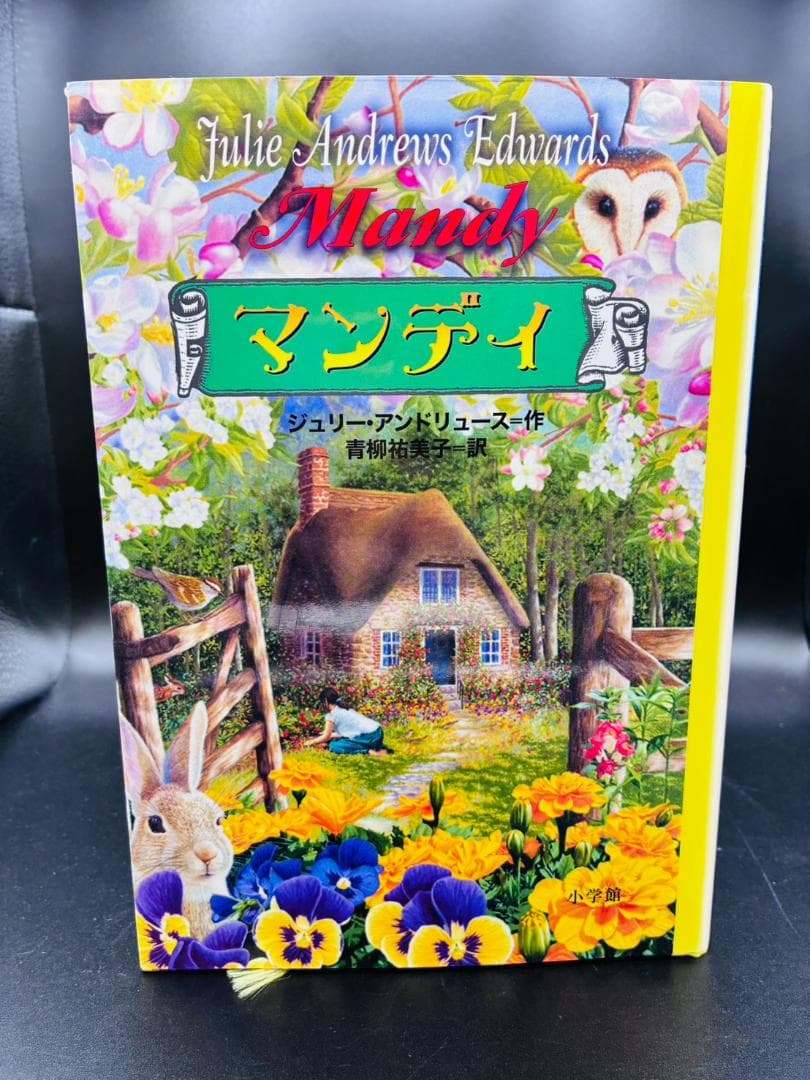 Julie Andrews Edwards
Mandy
マンディ
ジュリー・アンドリュース=作
青柳祐美子=訳
小学館